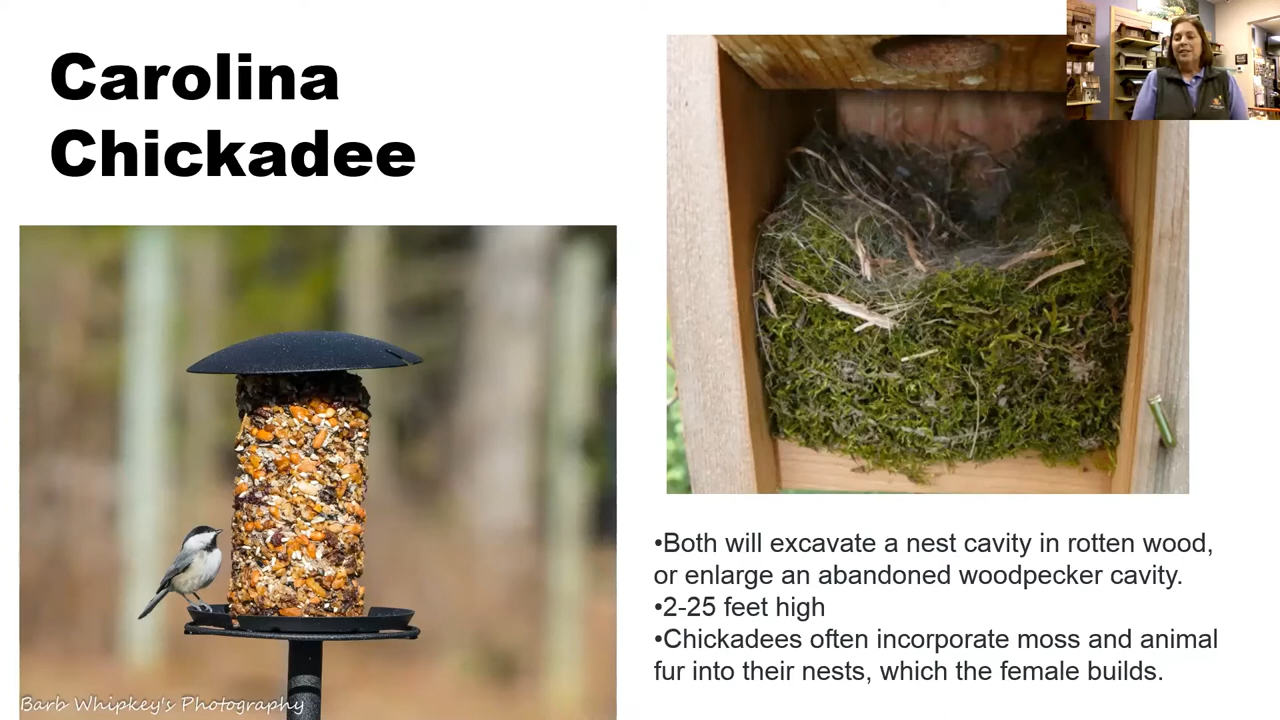 Carolina
Chickadee
Barb Whipkey's Photography
•Both will excavate a nest cavity in rotten wood,
or enlarge an abandoned woodpecker cavity.
•2-25 feet high
•Chickadees often incorporate moss and animal
fur into their nests, which the female builds.